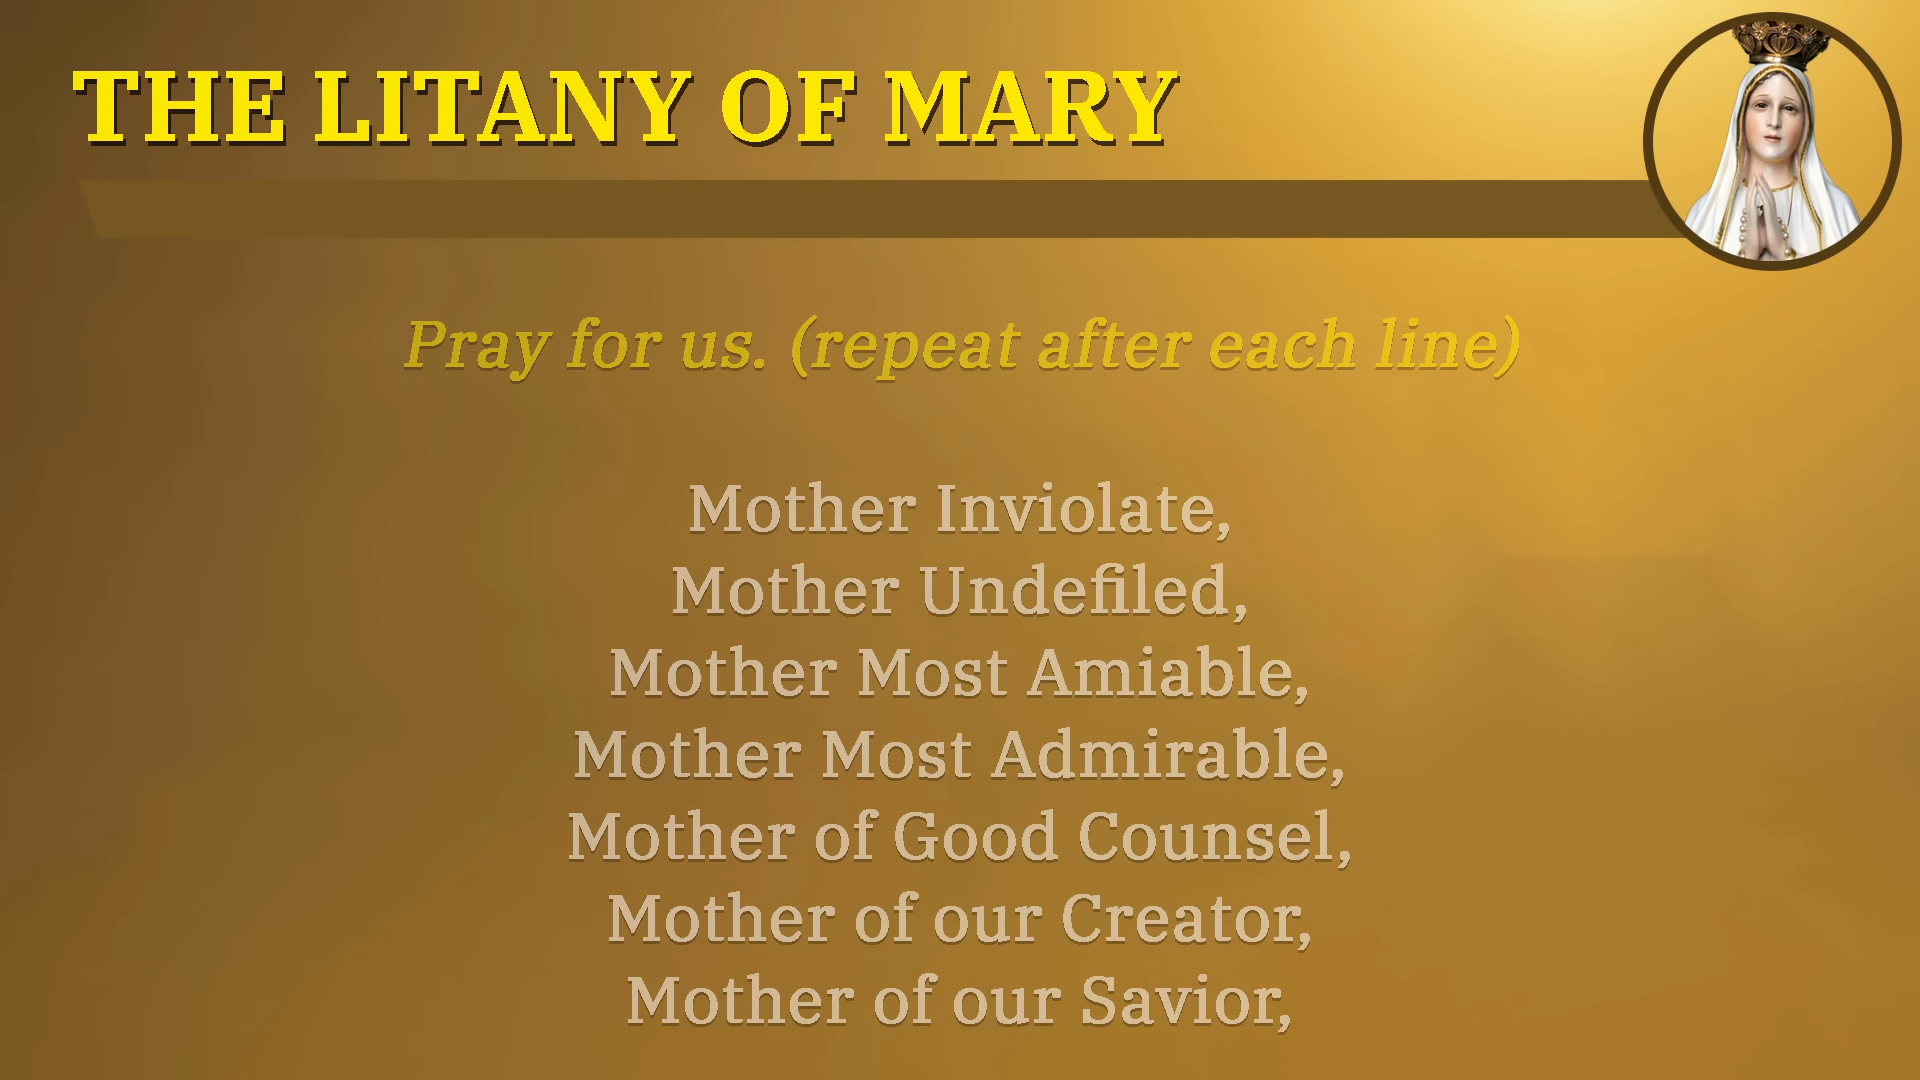 THE LITANY OF MARY
Pray for us. (repeat after each line)
Mother Inviolate,
Mother Undefiled,
Mother Most Amiable,
Mother Most Admirable,
Mother of Good Counsel,
Mother of our Creator,
Mother of our Savior,